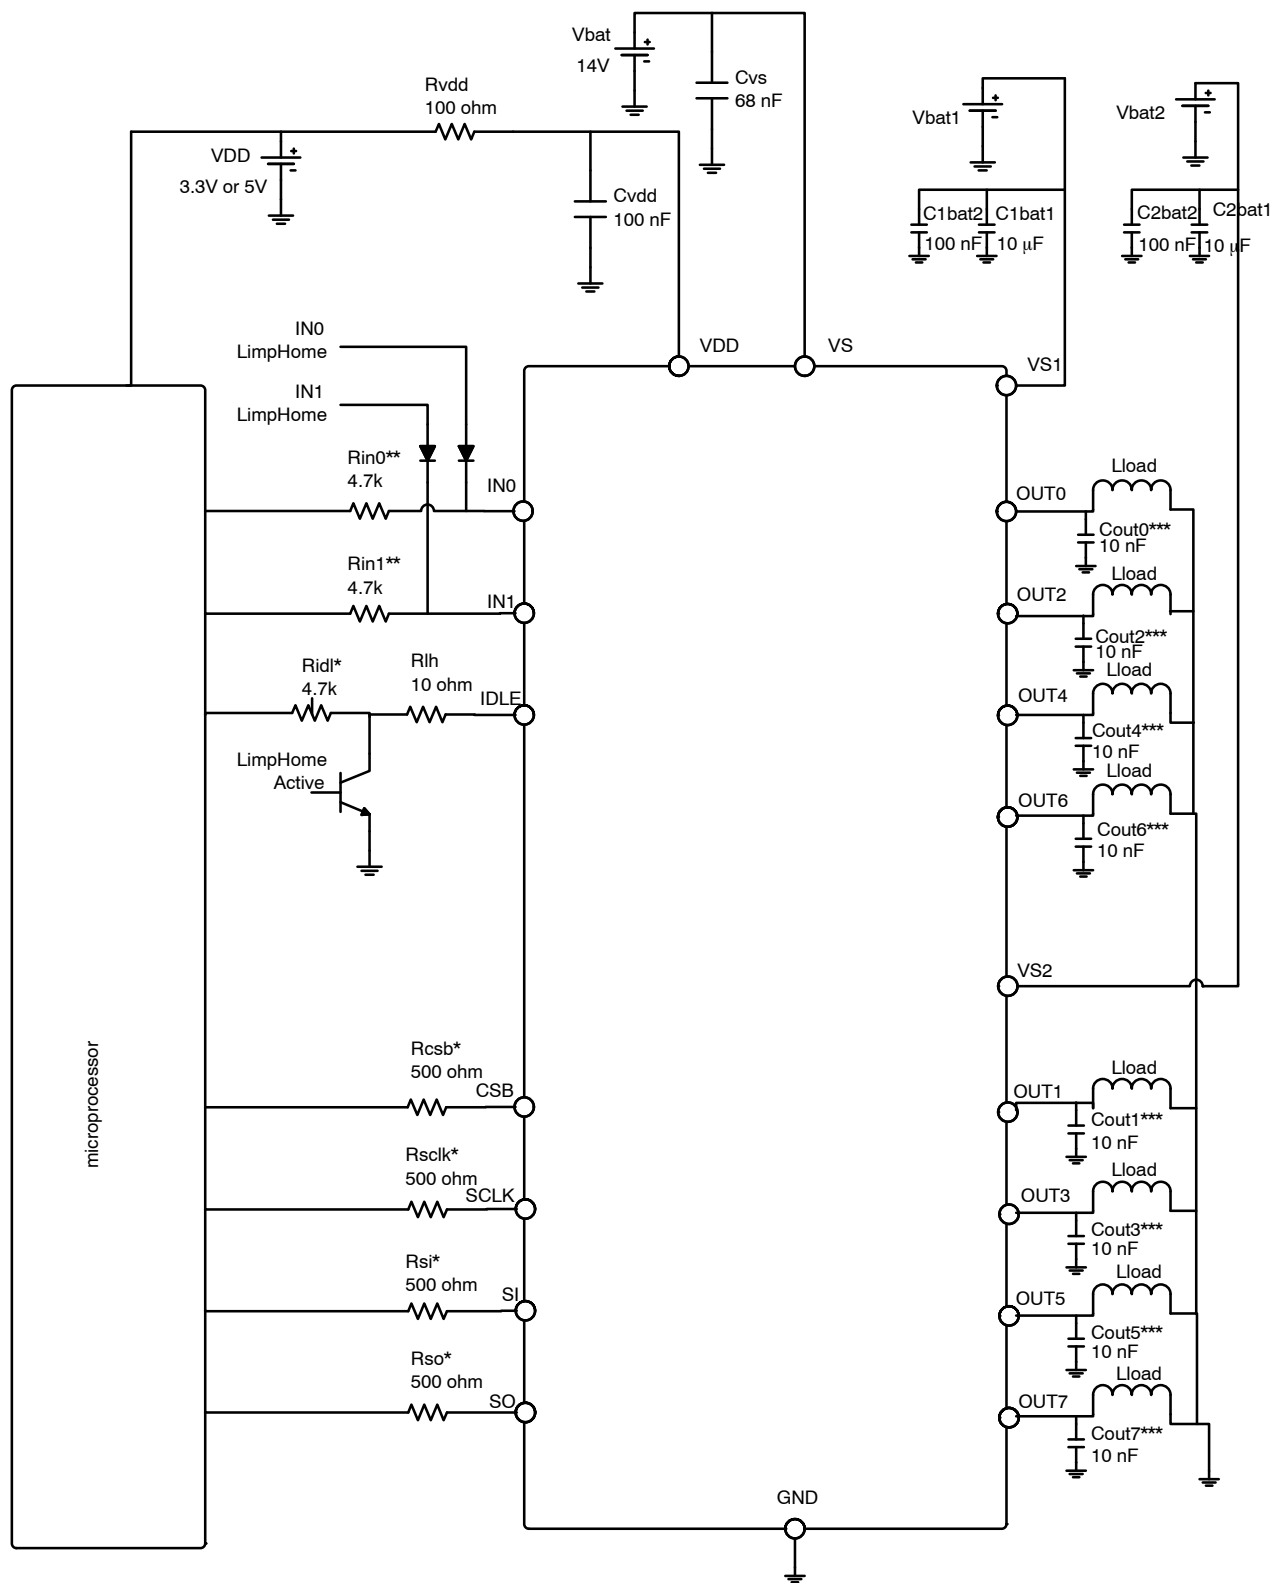 Vbat
14V
Cvs
68 nF
Rvdd
100 ohm
VDD
3.3V or 5V
Cvdd
100 nF
Vbat1
Vbat2
C1bat2
100 nF
C1bat1
10 μF
C2bat2
100 nF
C2bat1
10 μF
IN0
LimpHome
IN1
LimpHome
VDD
VS
VS1
Rin0**
4.7k
IN0
Rin1**
4.7k
IN1
Ridl*
4.7k
Rlh
10 ohm
IDLE
LimpHome
Active
OUT0
Lload
Cout0***
10 nF
OUT2
Lload
Cout2***
10 nF
OUT4
Lload
Cout4***
10 nF
OUT6
Lload
Cout6***
10 nF
VS2
microprocessor
Rcsb*
500 ohm
CSB
Rsclk*
500 ohm
SCLK
Rsi*
500 ohm
SI
Rso*
500 ohm
SO
OUT1
Lload
Cout1***
10 nF
OUT3
Lload
Cout3***
10 nF
OUT5
Lload
Cout5***
10 nF
OUT7
Lload
Cout7***
10 nF
GND